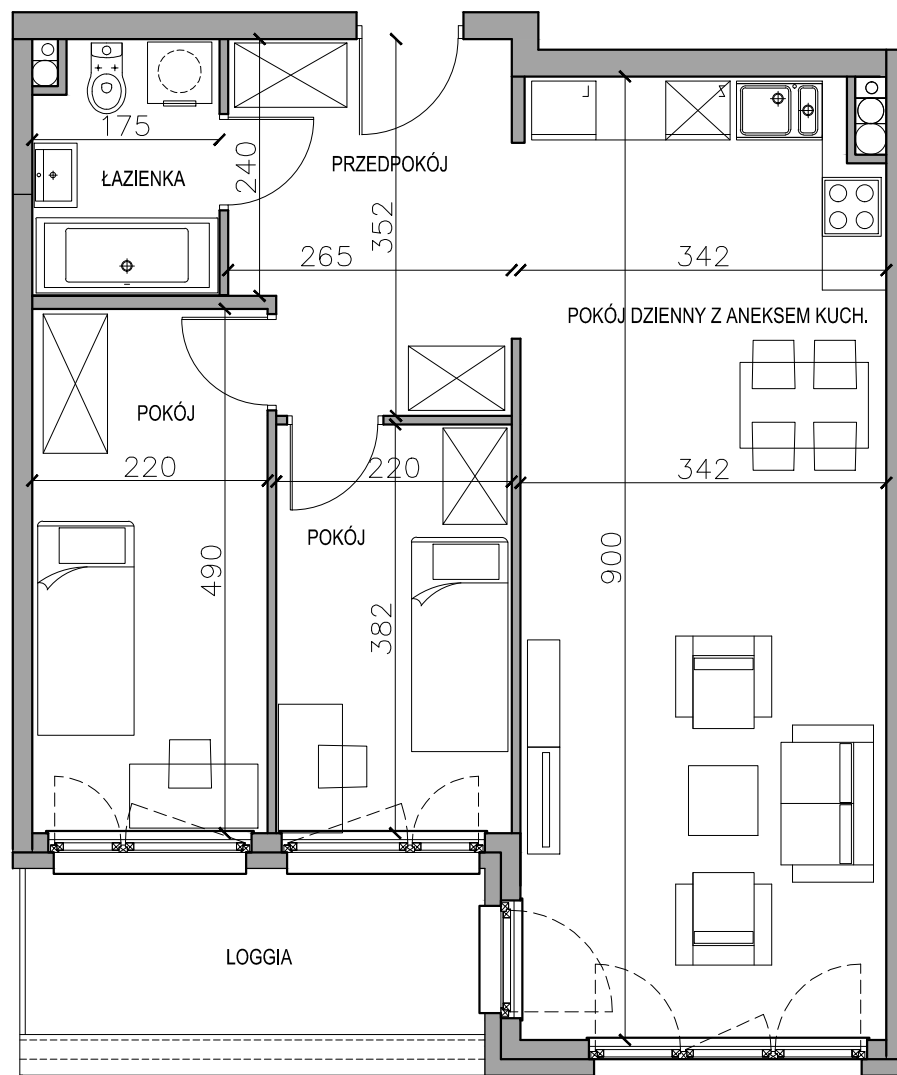 175
ŁAZIENKA
240
PRZEDPOKÓJ
352
265
342
POKÓJ DZIENNY Z ANEKSEM KUCH.
POKÓJ
220
220
342
POKÓJ
490
382
900
LOGGIA